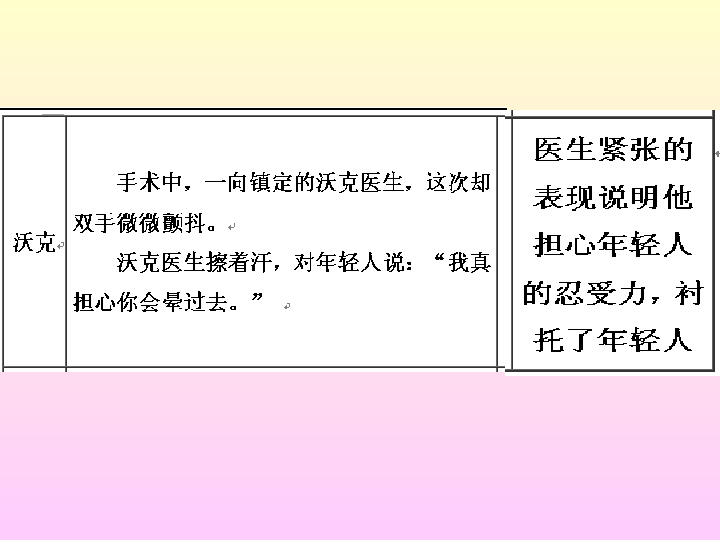 沃克
手术中，一向镇定的沃克医生，这次却
双手微微颤抖。
沃克医生擦着汗，对年轻人说：“我真
担心你会晕过去。”
医生紧张的
表现说明他
担心年轻人
的忍受力，衬
托了年轻人